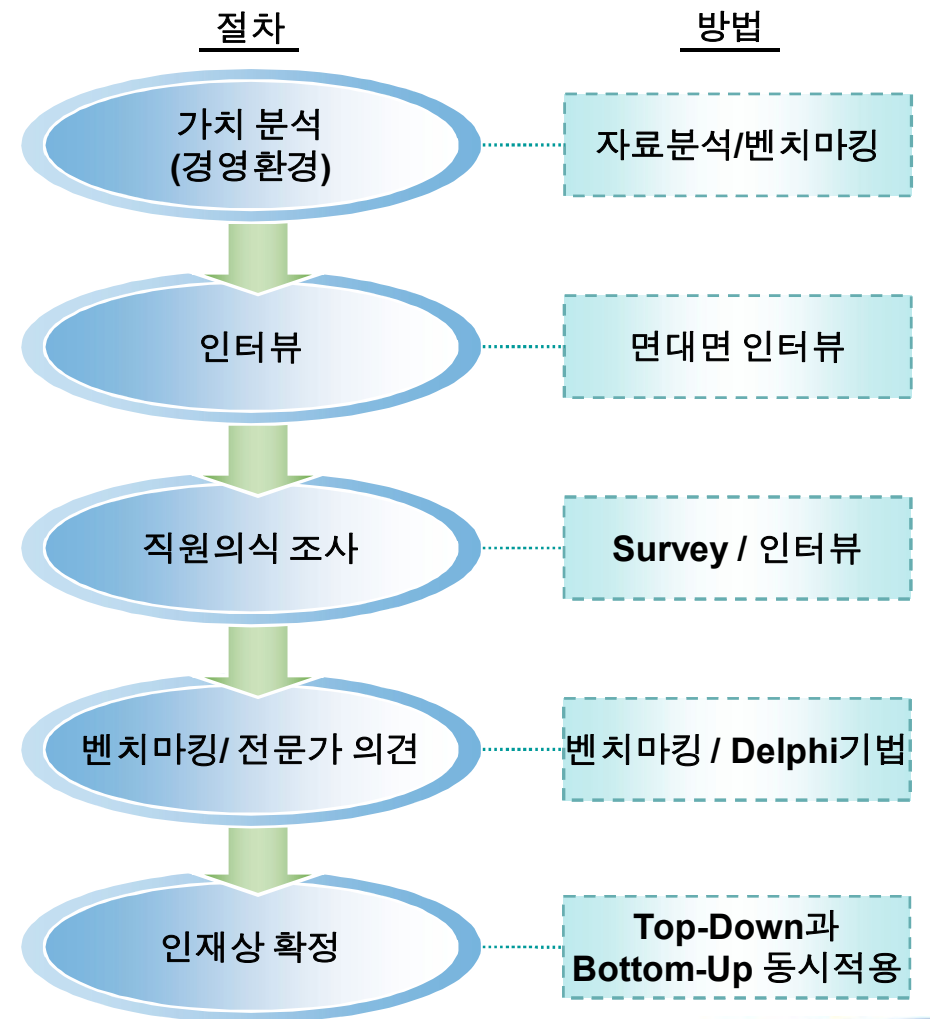 절차
방법
가치 분석
(경영환경)
자료분석/벤치마킹
인터뷰
면대면 인터뷰
직원의식 조사
Survey / 인터뷰
벤치마킹/ 전문가 의견
벤치마킹 / Delphi기법
인재상 확정
Top-Down과
Bottom-Up 동시적용